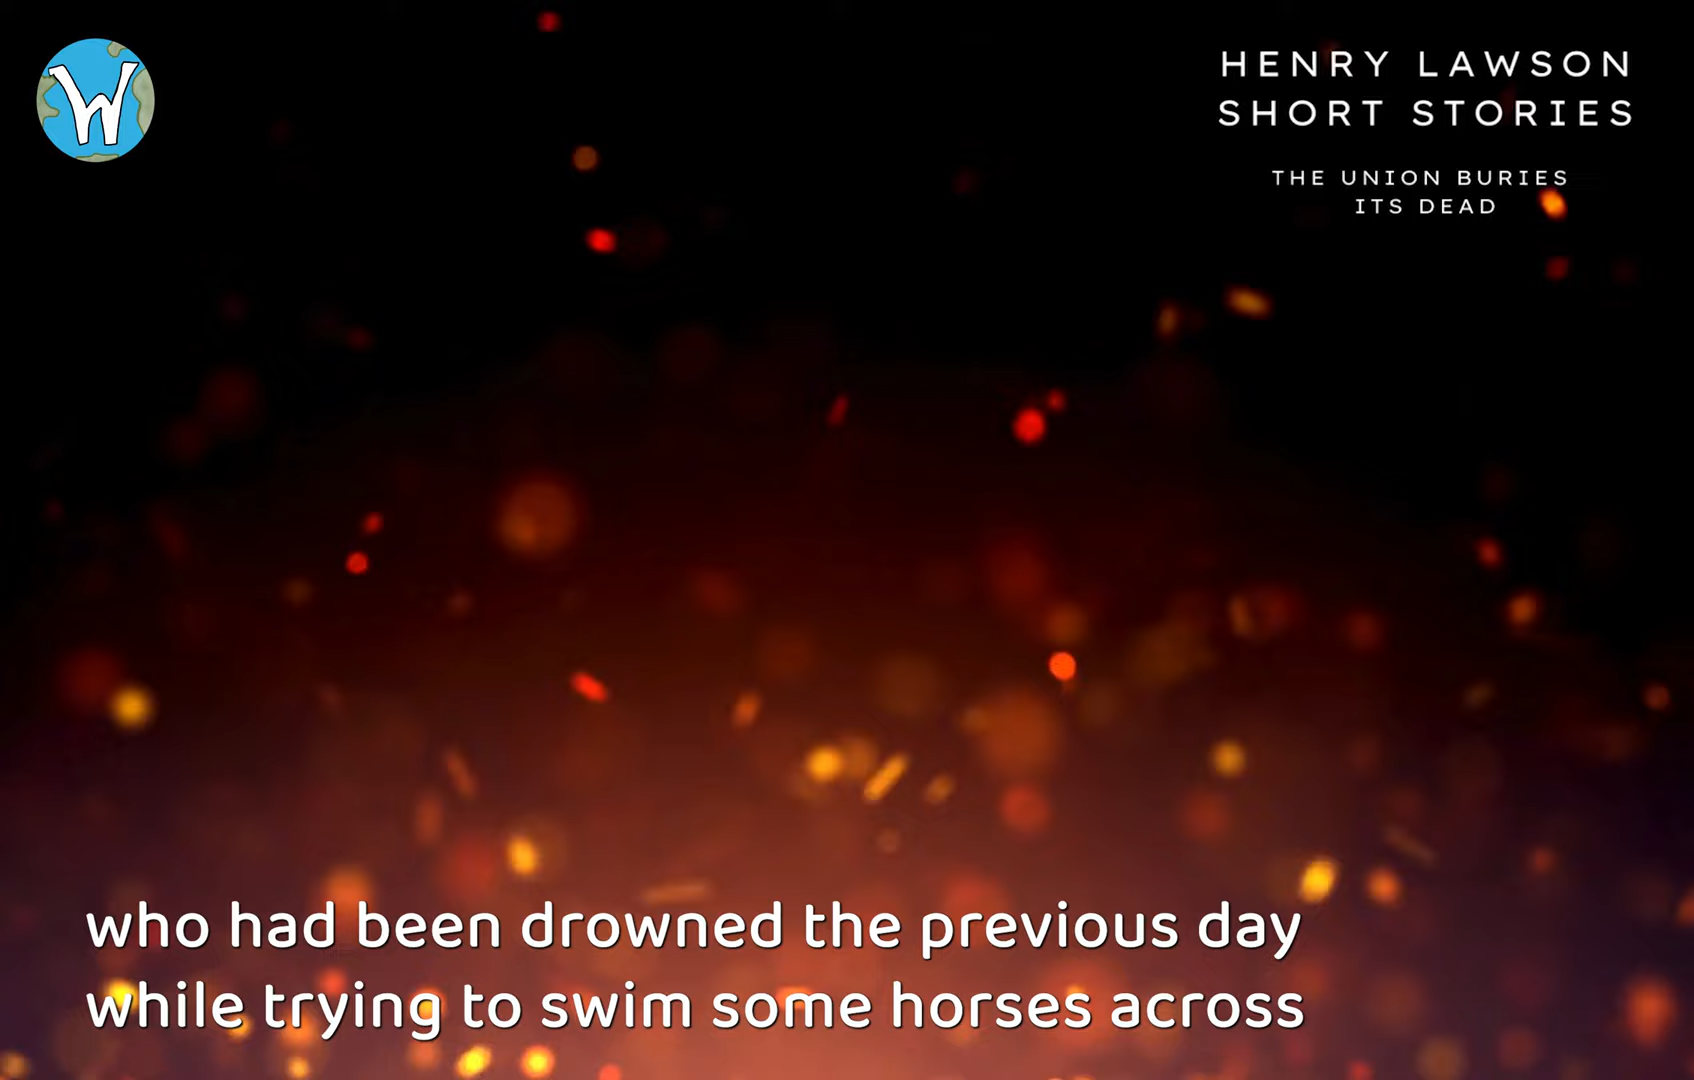 W
HENRY LAWSON
SHORT STORIES
THE UNION BURIES
ITS DEAD
who had been drowned the previous day
while trying to swim some horses across